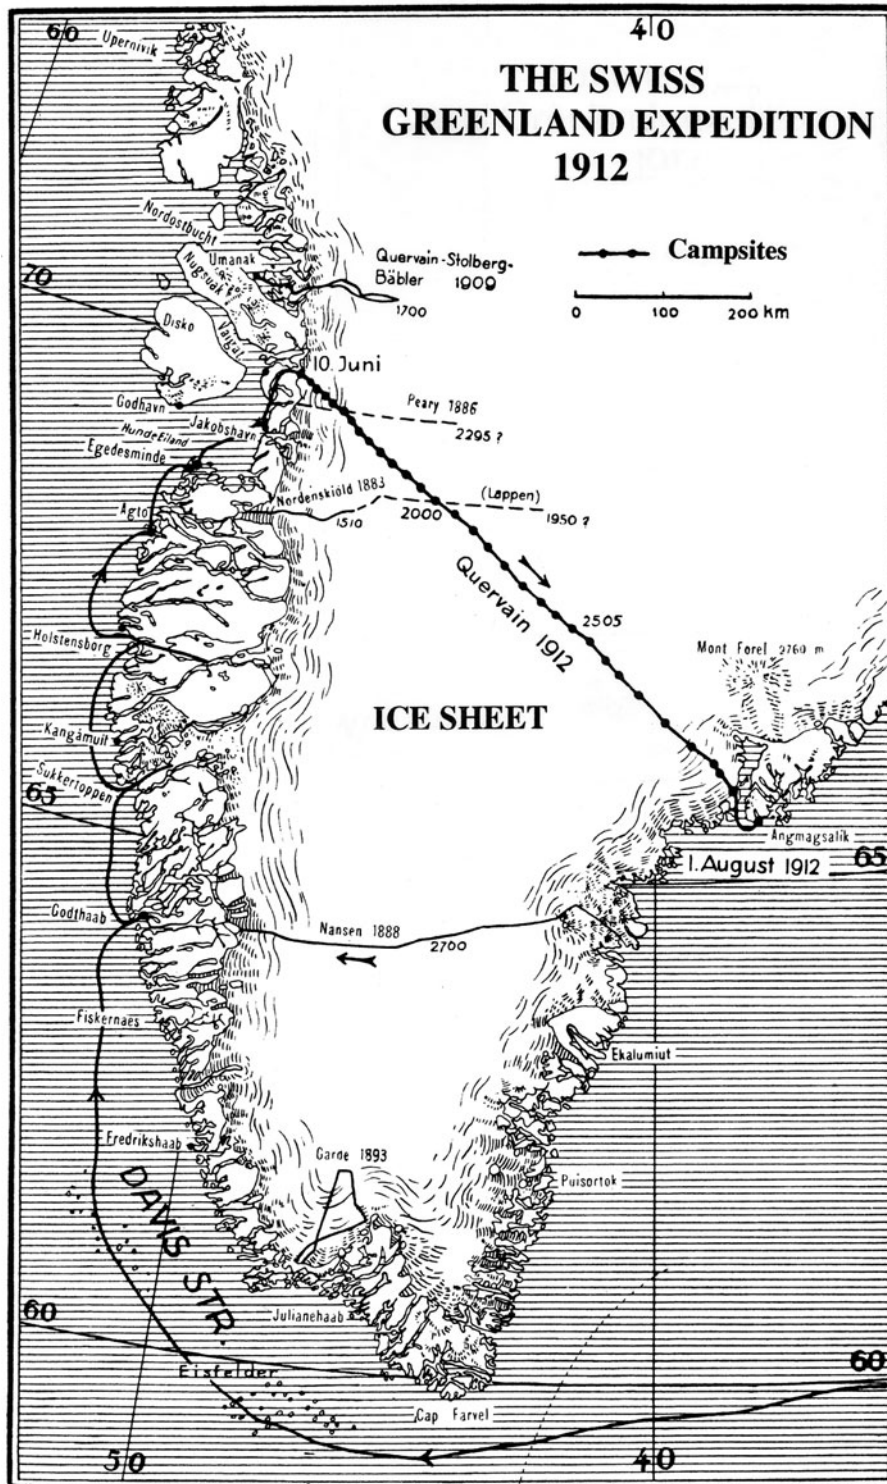 60
40
Upernivik
THE SWISS
GREENLAND EXPEDITION
1912
Nordostbucht
Campsites
Umanak
Nugsuak
Quervain-Stolberg-
Bäbler 1909
1700
0 100 200 km
70
Disko
Vaigat
10. Juni
Godhavn
Jakobshavn
Peary 1886
2295 ?
Hunde Eiland
Egedesminde
Nordenskiöld 1883
(Lappen)
Agto
1510
2000
1950 ?
Quervain 1912
2505
Holstensborg
Mont Forel 3760 m
ICE SHEET
Kangâmuit
Sukkertoppen
65
Angmagsalik
1. August 1912
65
Godthaab
Nansen 1888
2700
Fiskernaes
Ekalumiut
Fredrikshaab
Garde 1893
Puisortok
DAVIS STR.
60
Julianehaab
60
Eisfelder
Cap Farvel
50
40